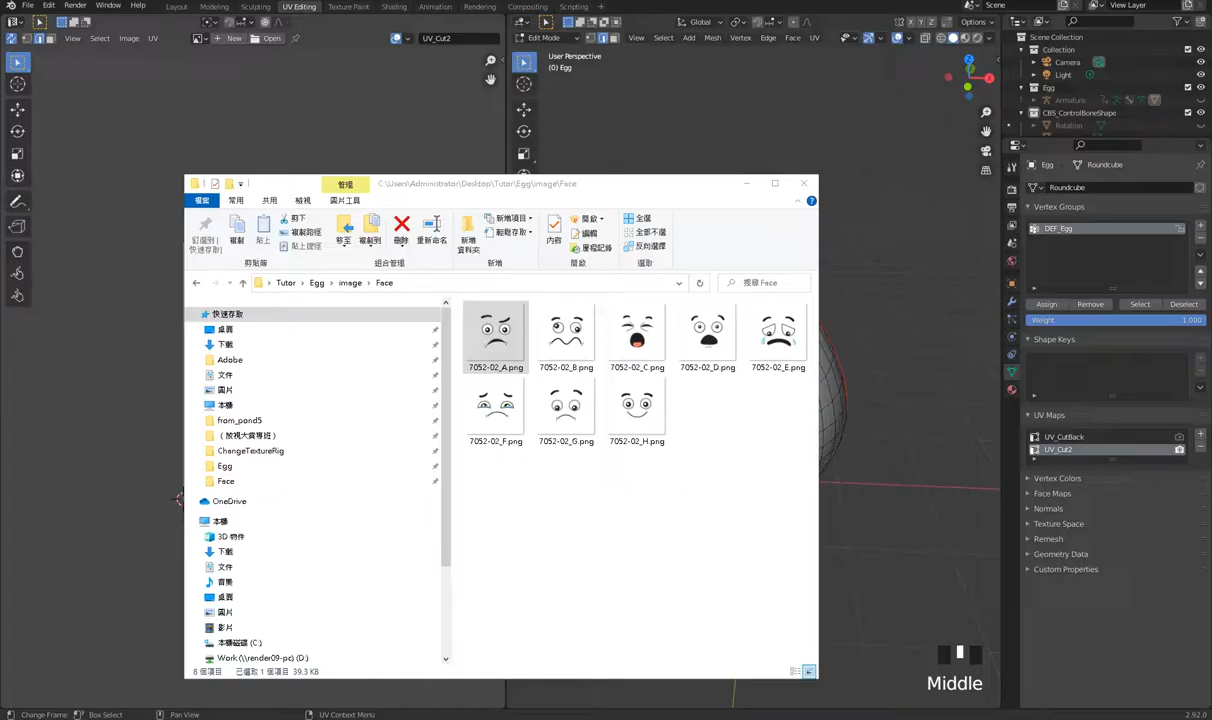 File Edit Render Window Help
Layout Modeling Sculpting UV Editing Texture Paint Shading Animation Rendering Compositing Scripting
Scene
View Layer
View Select Image UV
New
Open
UV_Cut2
Global
Options
Edit Mode View Select Add Mesh Vertex Edge Face UV
User Perspective
(0) Egg
Scene Collection
Collection
Camera
Light
Egg
Armature
CBS_ControlBoneShape
Rotation
Egg
Roundcube
Roundcube
Vertex Groups
DEF_Egg
Assign Remove Select Deselect
Weight 1.000
Shape Keys
UV Maps
UV_CutBack
UV_Cut2
Vertex Colors
Face Maps
Normals
Texture Space
Remesh
Geometry Data
Custom Properties
管理
C:\Users\Administrator\Desktop\Tutor\Egg\image\Face
檔案 常用 共用 檢視 圖片工具
釘選到 [
快速存取]
複製
貼上
剪下
複製路徑
貼上捷徑
移至
複製到
刪除
重新命名
新增
資料夾
新增項目
輕鬆存取
內容
開啟
編輯
歷程記錄
全選
全部不選
反向選擇
剪貼簿
組合管理
新增
開啟
選取
Tutor > Egg > image > Face
搜尋 Face
快速存取
桌面
下載
Adobe
文件
圖片
本機
from_pond5
(放視大賞專班)
ChangeTextureRig
Egg
Face
OneDrive
本機
3D 物件
下載
文件
音樂
桌面
圖片
影片
本機磁碟 (C:)
Work (\\render09-pc) (D:)
7052-02_A.png 7052-02_B.png 7052-02_C.png 7052-02_D.png 7052-02_E.png
7052-02_F.png 7052-02_G.png 7052-02_H.png
8 個項目 已選取 1 個項目 39.3 KB
Middle
Change Frame Box Select Pan View UV Context Menu
2.92.0